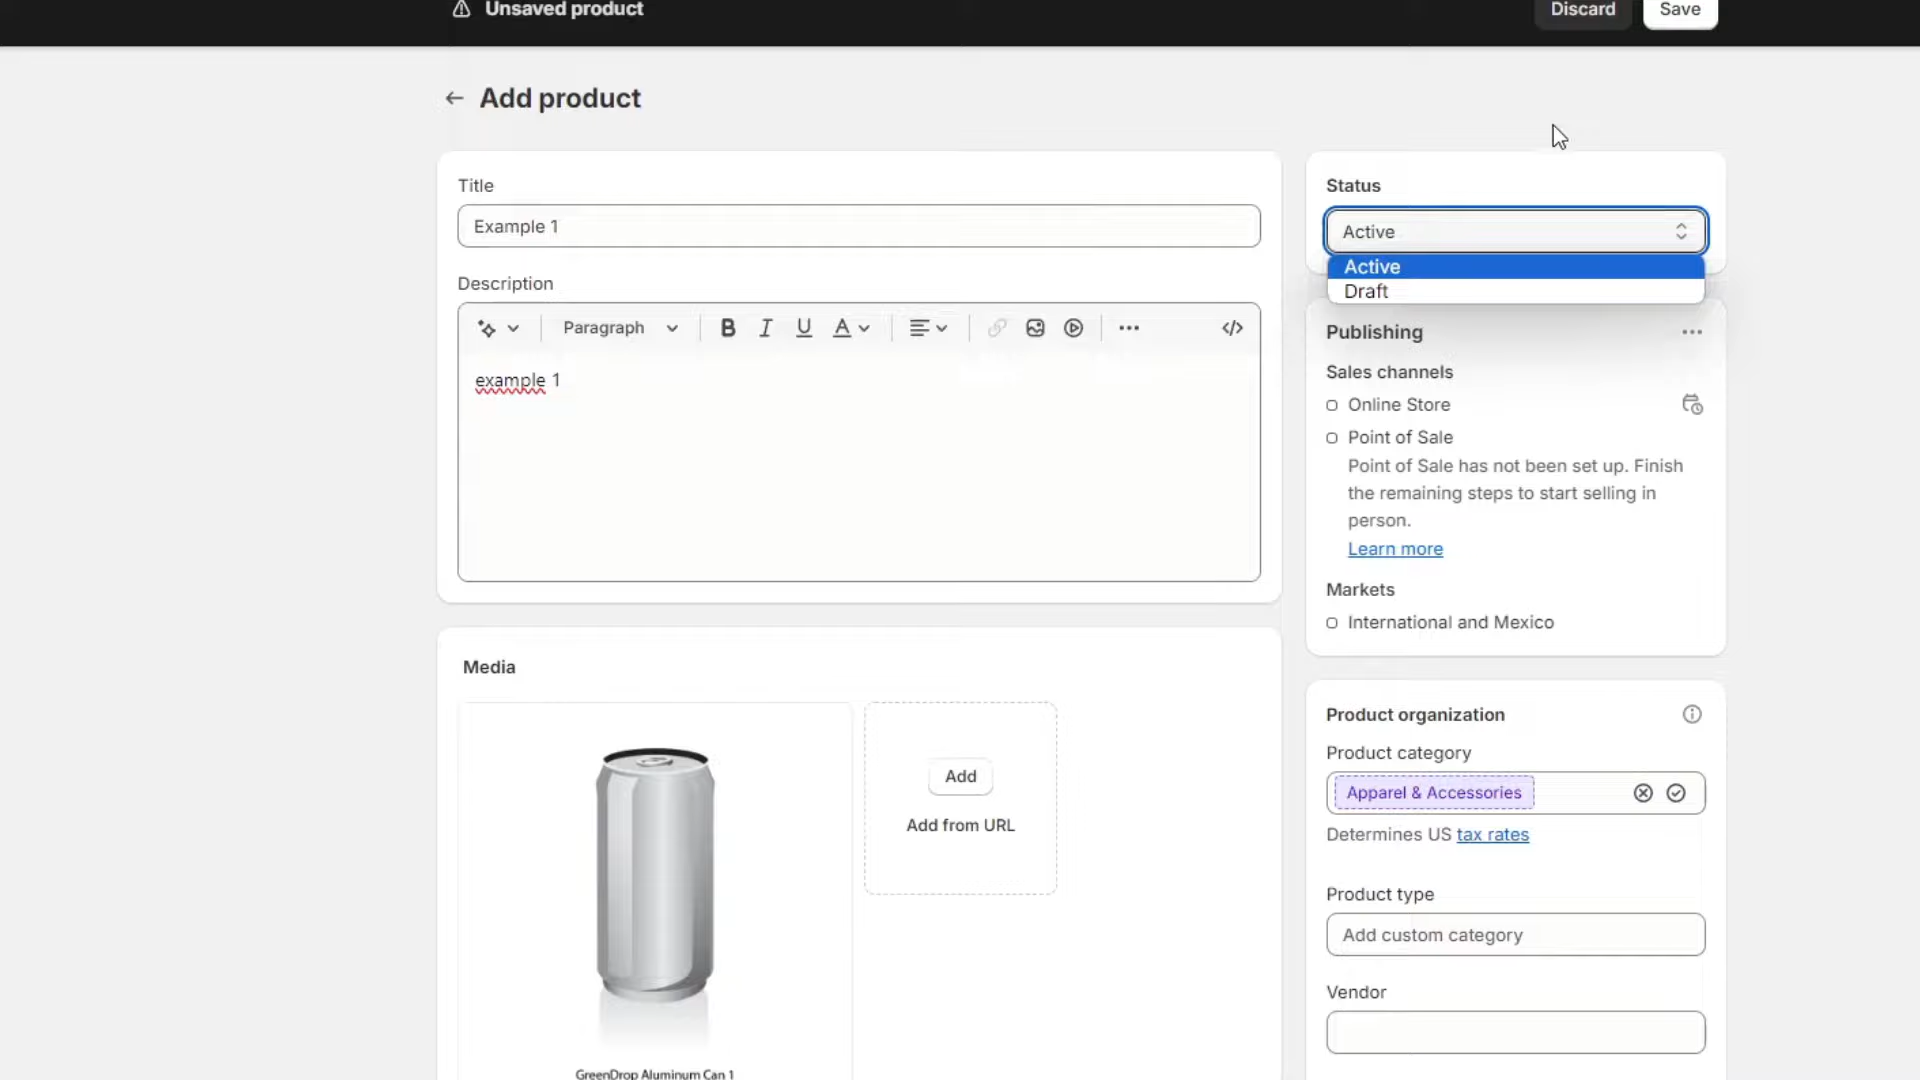 Unsaved product
Discard
Save
Add product
Title
Example 1
Description
Paragraph
example 1
Media
Add
Add from URL
GreenDrop Aluminum Can 1
Status
Active
Active
Draft
Publishing
Sales channels
Online Store
Point of Sale
Point of Sale has not been set up. Finish
the remaining steps to start selling in
person.
Learn more
Markets
International and Mexico
Product organization
Product category
Apparel & Accessories
Determines US tax rates
Product type
Add custom category
Vendor